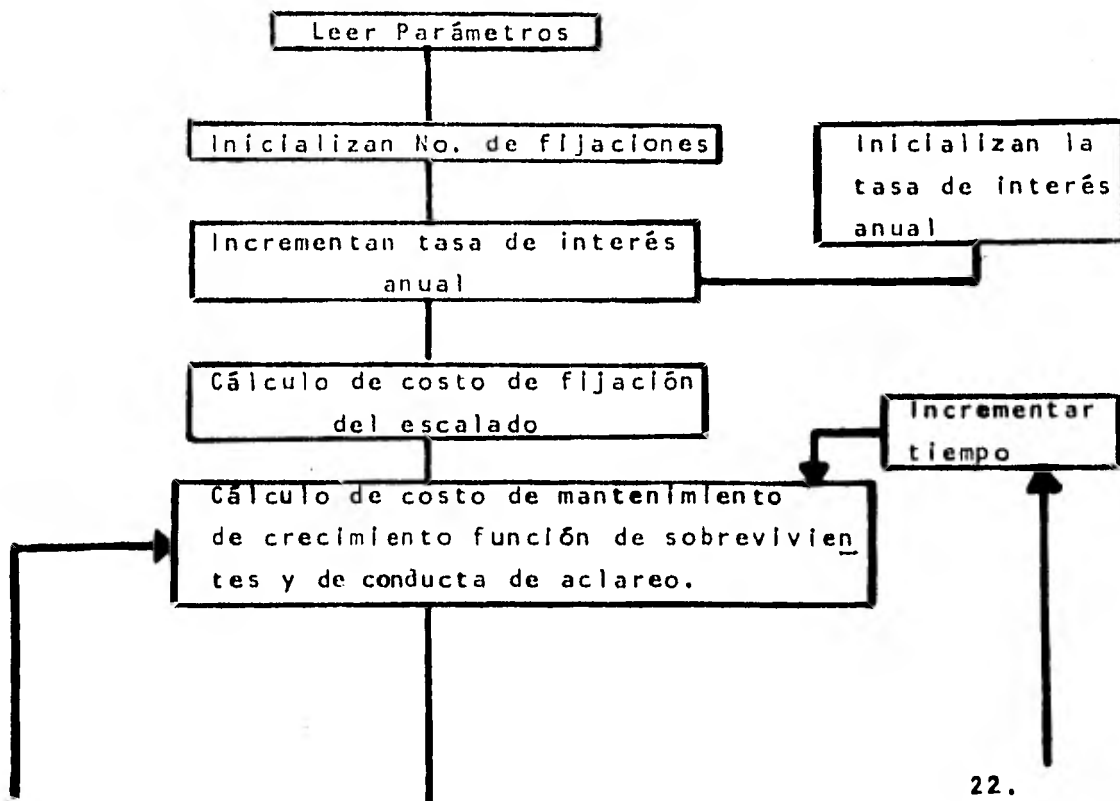 Leer Parámetros
Inicializan No. de fijaciones
Inicializan la
tasa de interés
anual
Incrementan tasa de interés
anual
Cálculo de costo de fijación
del escalado
Incrementar
tiempo
Cálculo de costo de mantenimiento
de crecimiento función de sobrevivien
tes y de conducta de aclareo.
22.